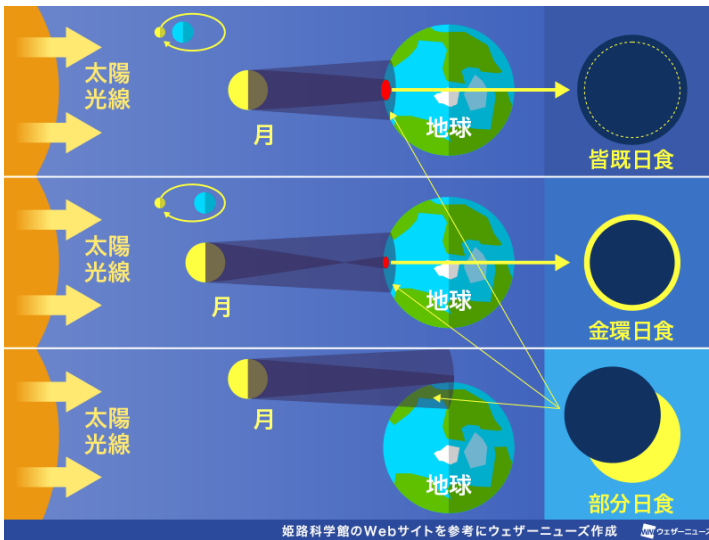 太陽
光線
月
地球
皆既日食
太陽
光線
月
地球
金環日食
太陽
光線
月
地球
部分日食
姫路科学館のWebサイトを参考にウェザーニューズ作成
WNI ウェザーニューズ